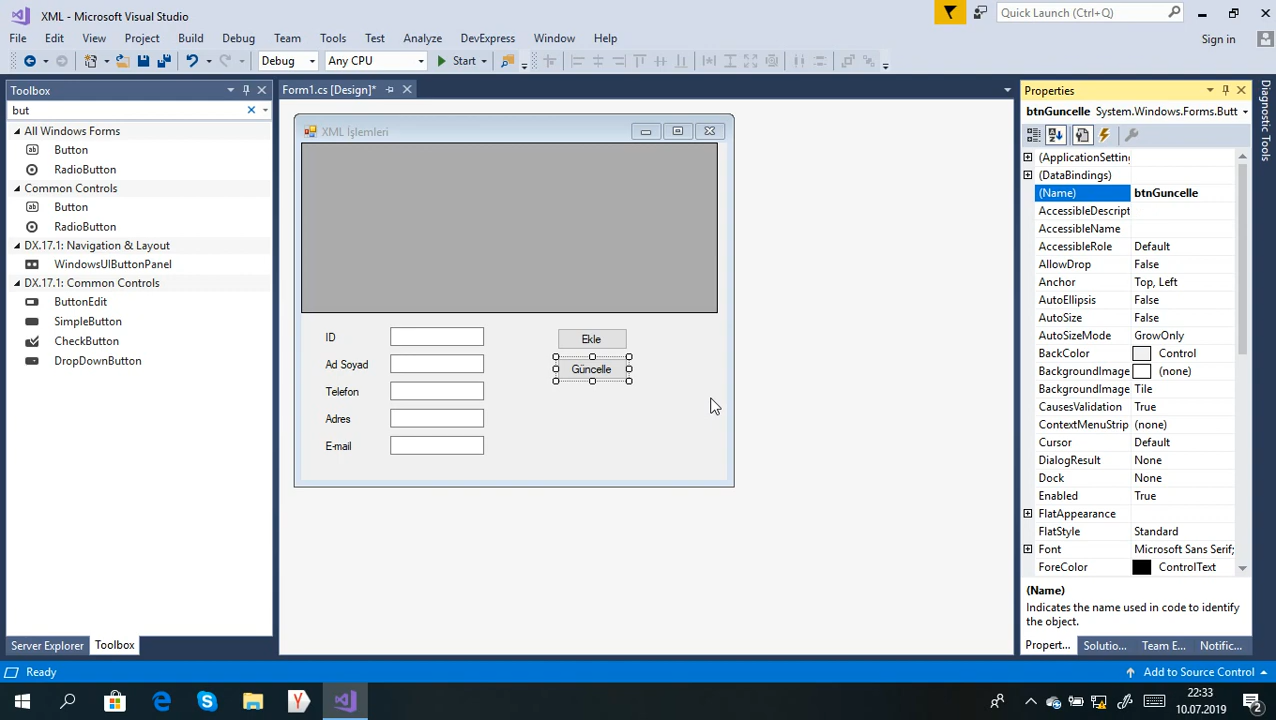 XML - Microsoft Visual Studio
Quick Launch (Ctrl+Q)
File Edit View Project Build Debug Team Tools Test Analyze DevExpress Window Help
Sign in
Debug Any CPU Start
Toolbox
but
All Windows Forms
Button
RadioButton
Common Controls
Button
RadioButton
DX.17.1: Navigation & Layout
WindowsUIButtonPanel
DX.17.1: Common Controls
ButtonEdit
SimpleButton
CheckButton
DropDownButton
Server Explorer Toolbox
Form1.cs [Design]*
XML İşlemleri
ID
Ad Soyad
Telefon
Adres
E-mail
Ekle
Güncelle
Properties
btnGuncelle System.Windows.Forms.Butt
(ApplicationSetting
(DataBindings)
(Name) btnGuncelle
AccessibleDescript
AccessibleName
AccessibleRole Default
AllowDrop False
Anchor Top, Left
AutoEllipsis False
AutoSize False
AutoSizeMode GrowOnly
BackColor Control
BackgroundImage (none)
BackgroundImage Tile
CausesValidation True
ContextMenuStrip (none)
Cursor Default
DialogResult None
Dock None
Enabled True
FlatAppearance
FlatStyle Standard
Font Microsoft Sans Serif;
ForeColor ControlText
(Name)
Indicates the name used in code to identify
the object.
Propert... Solutio... Team E... Notific...
Diagnostic Tools
Ready
Add to Source Control
22:33
10.07.2019
2